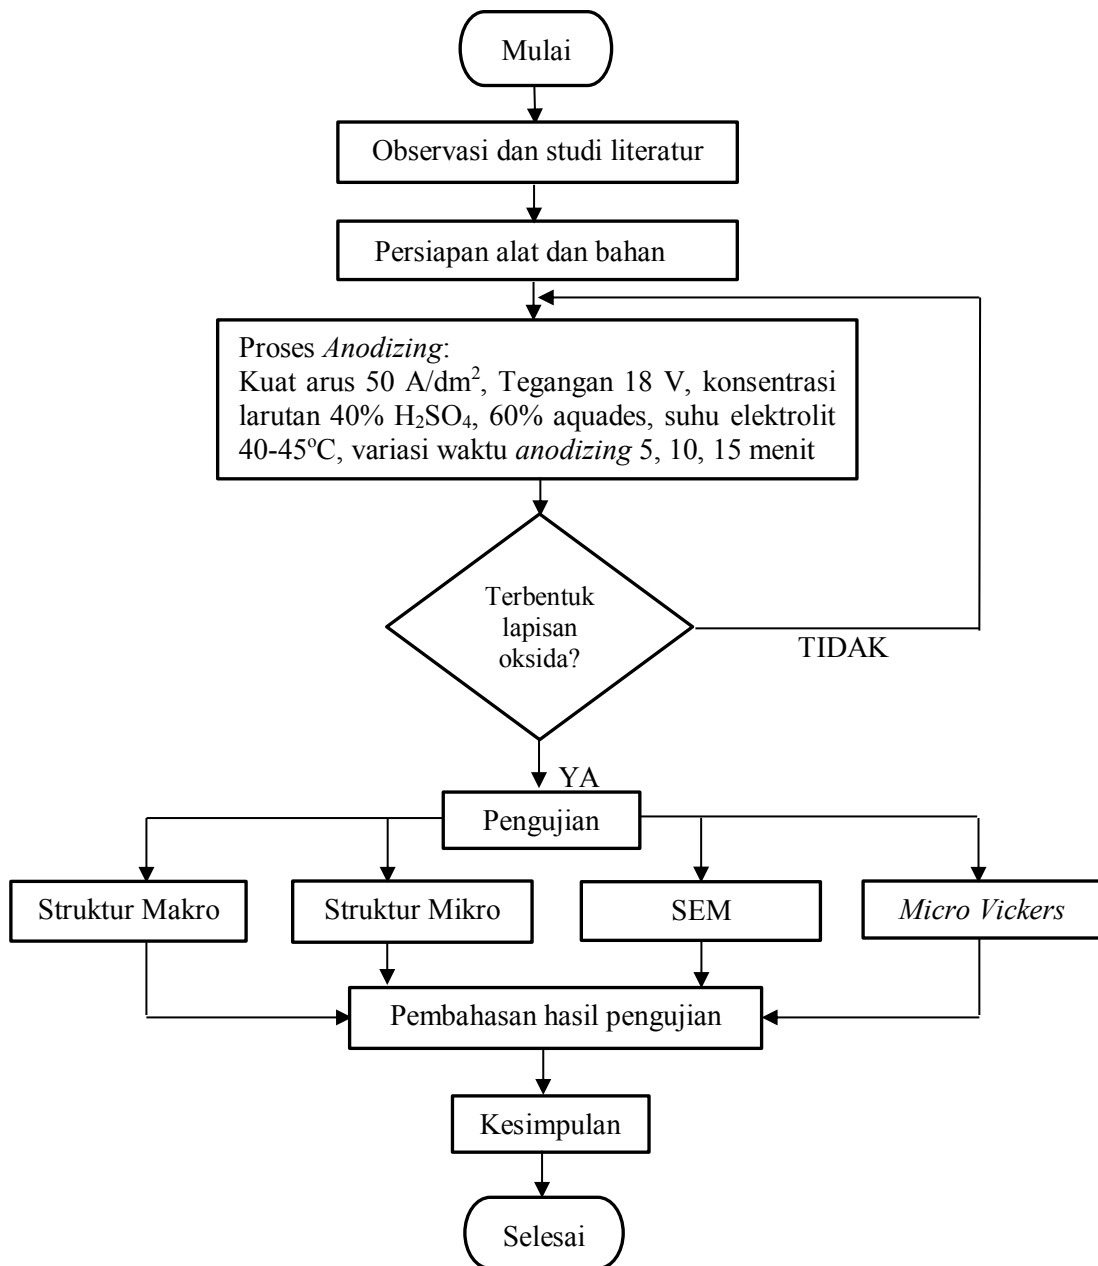 Mulai
Observasi dan studi literatur
Persiapan alat dan bahan
Proses Anodizing:
Kuat arus 50 A/dm², Tegangan 18 V, konsentrasi
larutan 40% H₂SO₄, 60% aquades, suhu elektrolit
40-45ºC, variasi waktu anodizing 5, 10, 15 menit
Terbentuk
lapisan
oksida?
TIDAK
YA
Pengujian
Struktur Makro
Struktur Mikro
SEM
Micro Vickers
Pembahasan hasil pengujian
Kesimpulan
Selesai